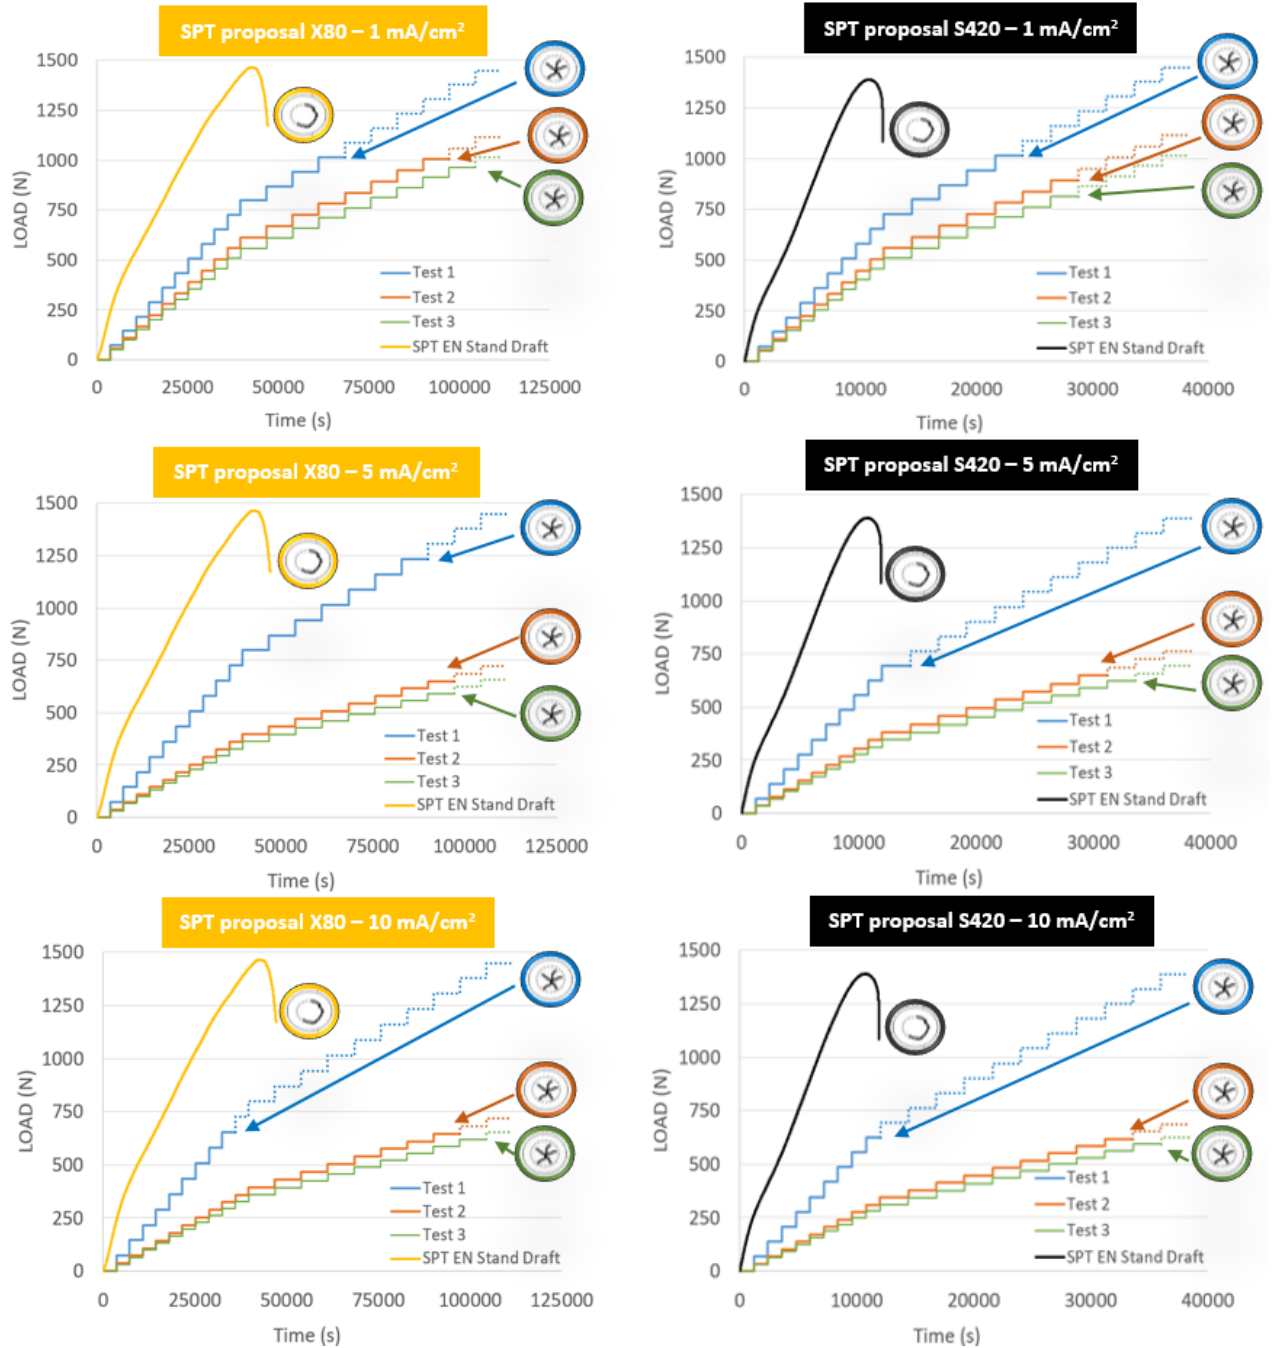 SPT proposal X80 – 1 mA/cm²
1500
1250
1000
750
500
250
0
LOAD (N)
Test 1
Test 2
Test 3
SPT EN Stand Draft
0 25000 50000 75000 100000 125000
Time (s)
SPT proposal S420 – 1 mA/cm²
1500
1250
1000
750
500
250
0
LOAD (N)
Test 1
Test 2
Test 3
SPT EN Stand Draft
0 10000 20000 30000 40000
Time (s)
SPT proposal X80 – 5 mA/cm²
1500
1250
1000
750
500
250
0
LOAD (N)
Test 1
Test 2
Test 3
SPT EN Stand Draft
0 25000 50000 75000 100000 125000
Time (s)
SPT proposal S420 – 5 mA/cm²
1500
1250
1000
750
500
250
0
LOAD (N)
Test 1
Test 2
Test 3
SPT EN Stand Draft
0 10000 20000 30000 40000
Time (s)
SPT proposal X80 – 10 mA/cm²
1500
1250
1000
750
500
250
0
LOAD (N)
Test 1
Test 2
Test 3
SPT EN Stand Draft
0 25000 50000 75000 100000 125000
Time (s)
SPT proposal S420 – 10 mA/cm²
1500
1250
1000
750
500
250
0
LOAD (N)
Test 1
Test 2
Test 3
SPT EN Stand Draft
0 10000 20000 30000 40000
Time (s)